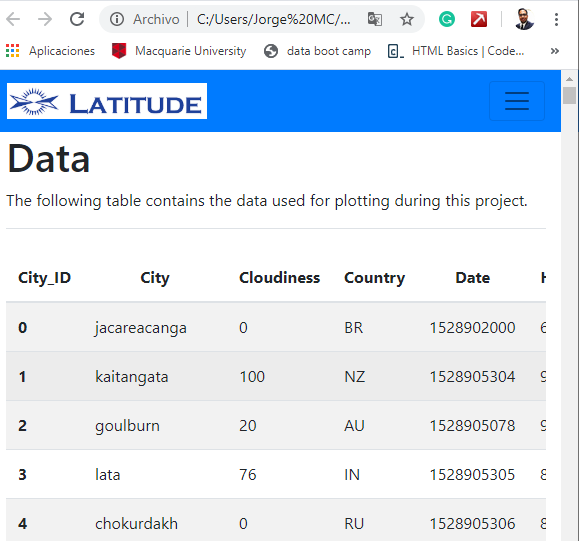 Archivo | C:/Users/Jorge%20MC/...
Aplicaciones Macquarie University data boot camp HTML Basics | Code...
LATITUDE
Data
The following table contains the data used for plotting during this project.
City_ID City Cloudiness Country Date
0 jacareacanga 0 BR 1528902000 6
1 kaitangata 100 NZ 1528905304 9
2 goulburn 20 AU 1528905078 9
3 lata 76 IN 1528905305 8
4 chokurdakh 0 RU 1528905306 8